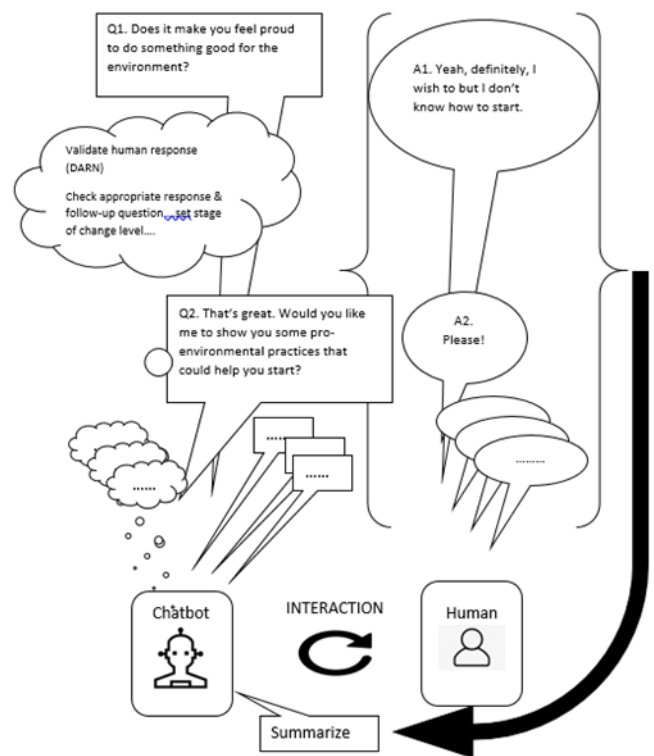 Q1. Does it make you feel proud
to do something good for the
environment?
A1. Yeah, definitely, I
wish to but I don't
know how to start.
Validate human response
(DARN)
Check appropriate response &
follow-up question....set stage
of change level....
Q2. That's great. Would you like
me to show you some pro-
environmental practices that
could help you start?
A2.
Please!
......
......
......
.........
Chatbot
INTERACTION
Human
Summarize